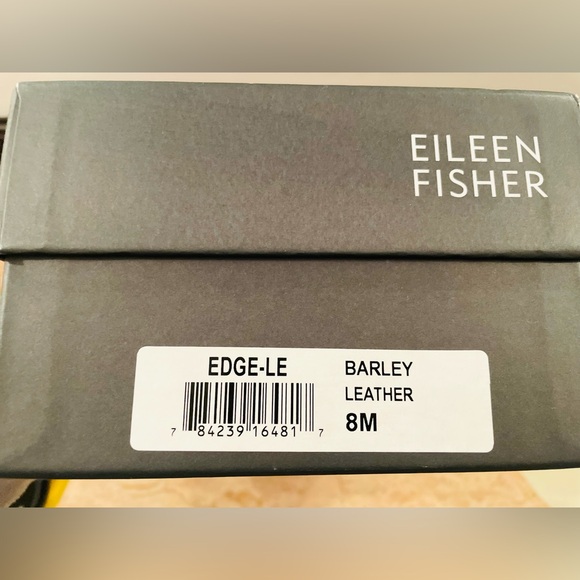 EILEEN
FISHER
EDGE-LE
7 84239 16481 7
BARLEY
LEATHER
8M